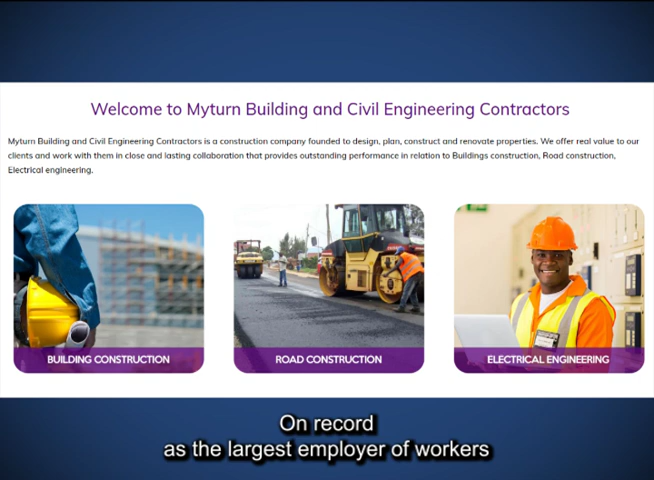 Welcome to Myturn Building and Civil Engineering Contractors
Myturn Building and Civil Engineering Contractors is a construction company founded to design, plan, construct and renovate properties. We offer real value to our
clients and work with them in close and lasting collaboration that provides outstanding performance in relation to Buildings construction, Road construction,
Electrical engineering.
BUILDING CONSTRUCTION
ROAD CONSTRUCTION
ELECTRICAL ENGINEERING
On record
as the largest employer of workers